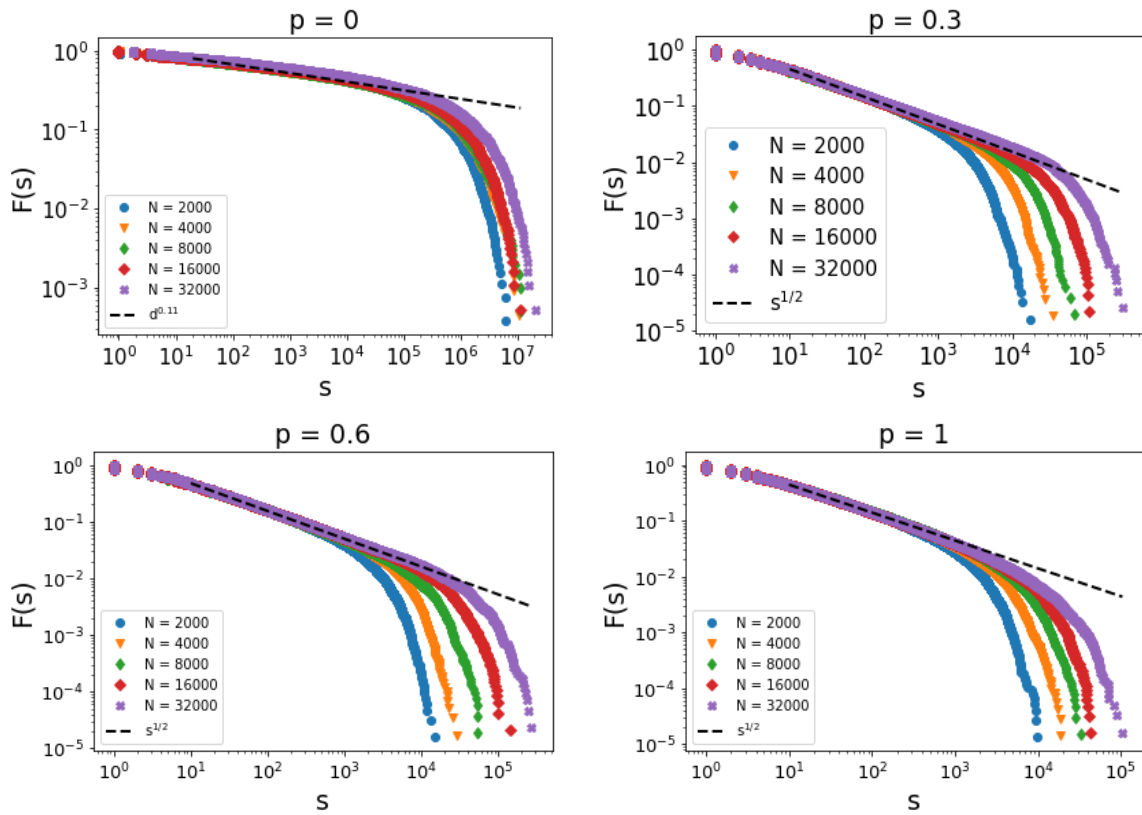 p = 0
F(s)
10⁰
10⁻¹
10⁻²
10⁻³
N = 2000
N = 4000
N = 8000
N = 16000
N = 32000
d^0.11
10⁰ 10¹ 10² 10³ 10⁴ 10⁵ 10⁶ 10⁷
s
p = 0.3
F(s)
10⁰
10⁻¹
10⁻²
10⁻³
10⁻⁴
10⁻⁵
N = 2000
N = 4000
N = 8000
N = 16000
N = 32000
s^1/2
10⁰ 10¹ 10² 10³ 10⁴ 10⁵
s
p = 0.6
F(s)
10⁰
10⁻¹
10⁻²
10⁻³
10⁻⁴
10⁻⁵
N = 2000
N = 4000
N = 8000
N = 16000
N = 32000
s^1/2
10⁰ 10¹ 10² 10³ 10⁴ 10⁵
s
p = 1
F(s)
10⁰
10⁻¹
10⁻²
10⁻³
10⁻⁴
10⁻⁵
N = 2000
N = 4000
N = 8000
N = 16000
N = 32000
s^1/2
10⁰ 10¹ 10² 10³ 10⁴ 10⁵
s